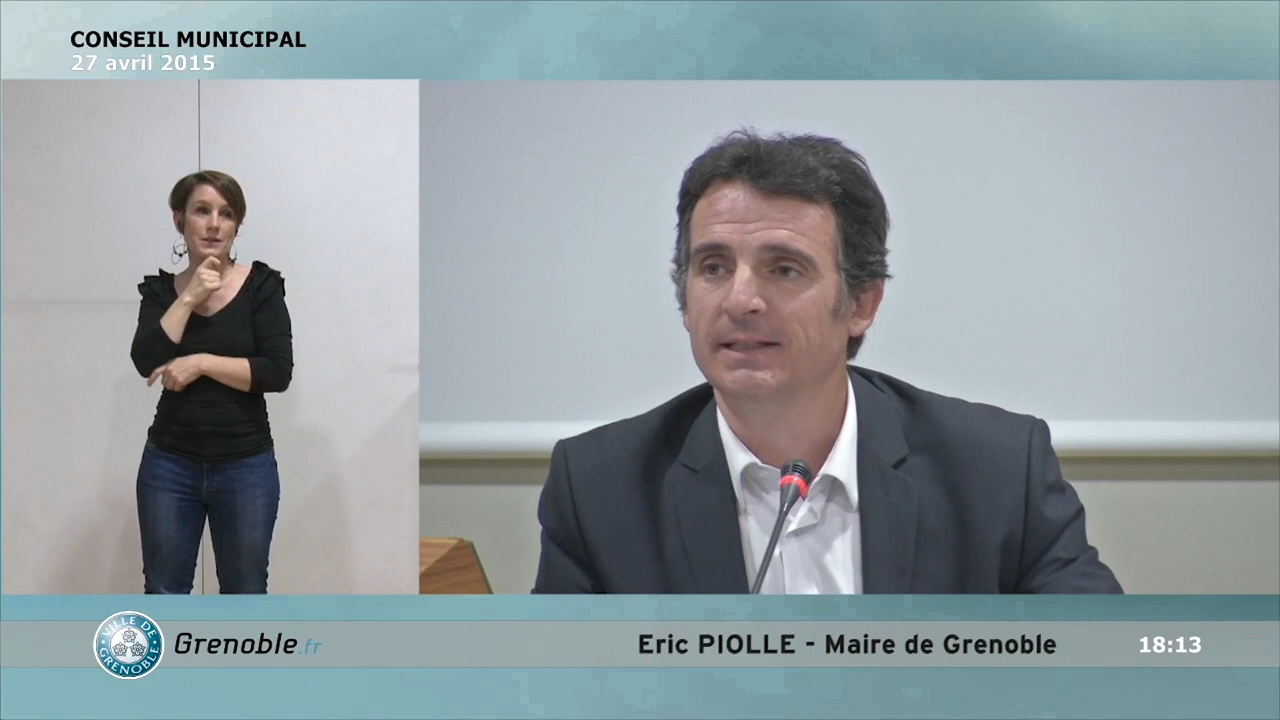 CONSEIL MUNICIPAL
27 avril 2015
VILLE DE GRENOBLE
Grenoble.fr
Eric PIOLLE - Maire de Grenoble
18:13